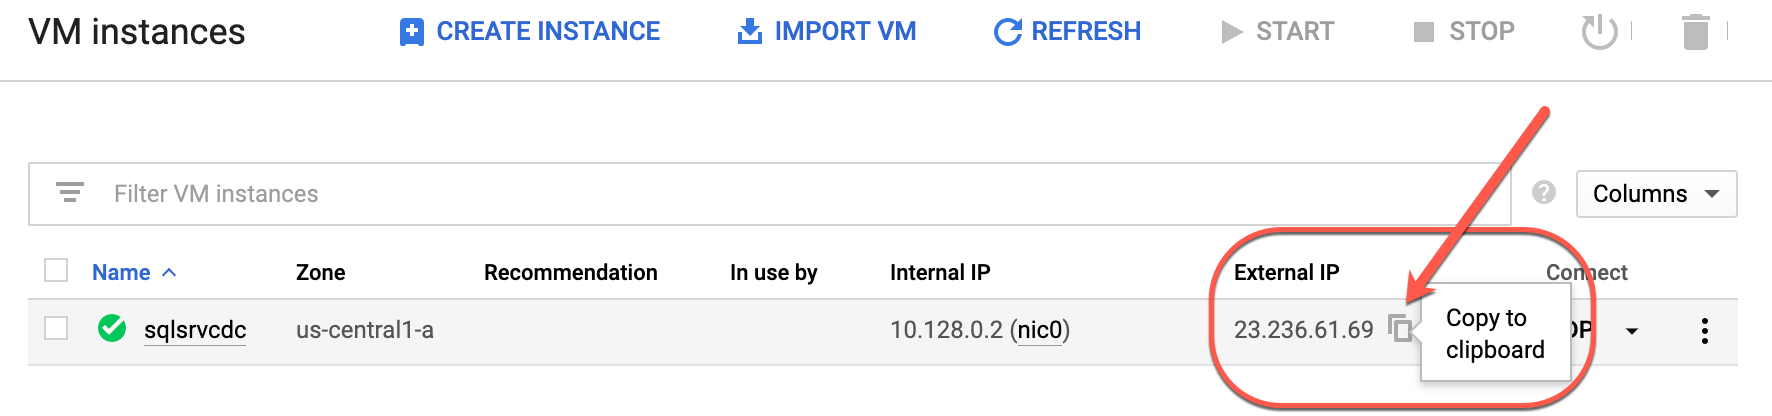 VM instances CREATE INSTANCE IMPORT VM REFRESH START STOP
Filter VM instances ? Columns
Name Zone Recommendation In use by Internal IP External IP Connect
sqlsrvcdc us-central1-a 10.128.0.2 (nic0) 23.236.61.69
Copy to
clipboard